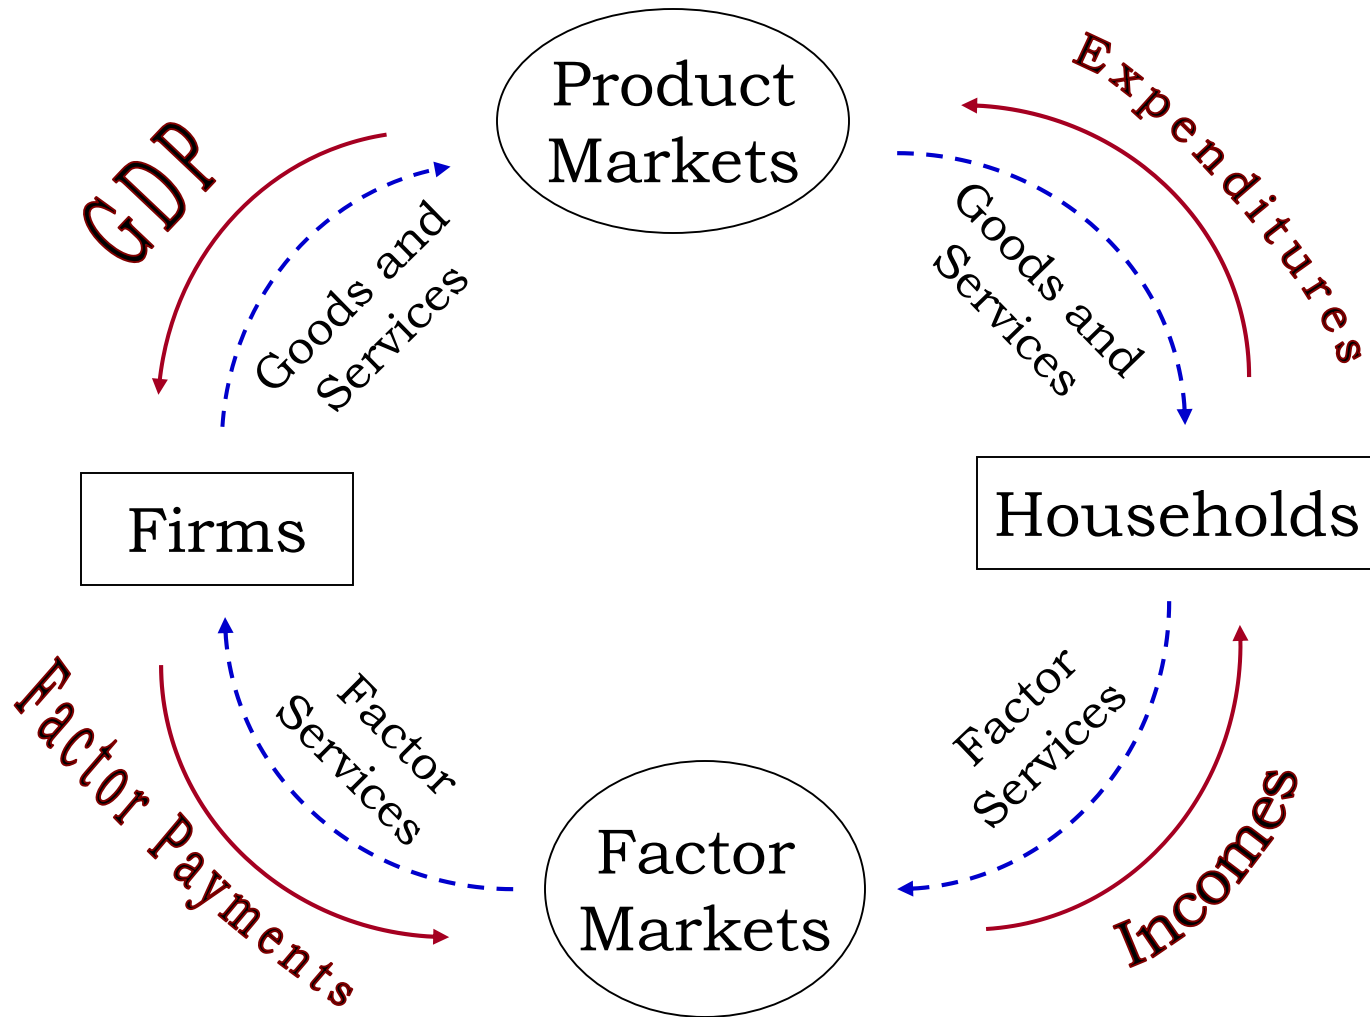 Product
Markets
Expenditures
GDP
Goods and
Services
Goods and
Services
Firms
Households
Factor Payments
Factor
Services
Factor
Services
Factor
Markets
Incomes